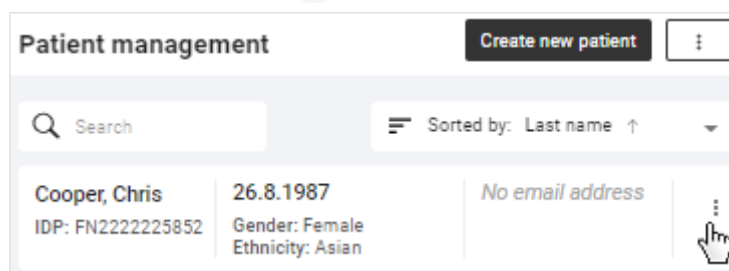 Patient management
Create new patient
Search
Sorted by: Last name ↑
Cooper, Chris
IDP: FN2222225852
26.8.1987
Gender: Female
Ethnicity: Asian
No email address